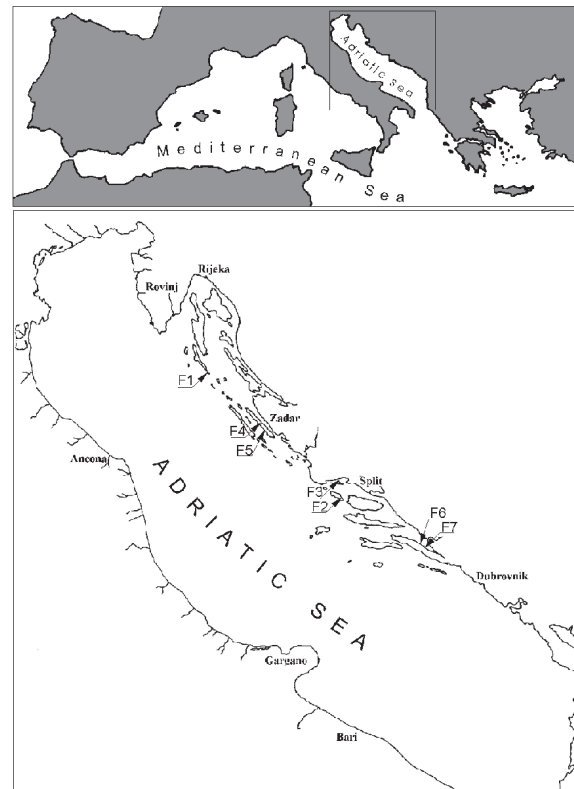 Adriatic sea
Mediterranean Sea
Rijeka
Rovinj
F1
Zadar
F4
F5
Ancona
Split
F3
F2
F6
F7
ADRIATIC SEA
Dubrovnik
Gargano
Bari